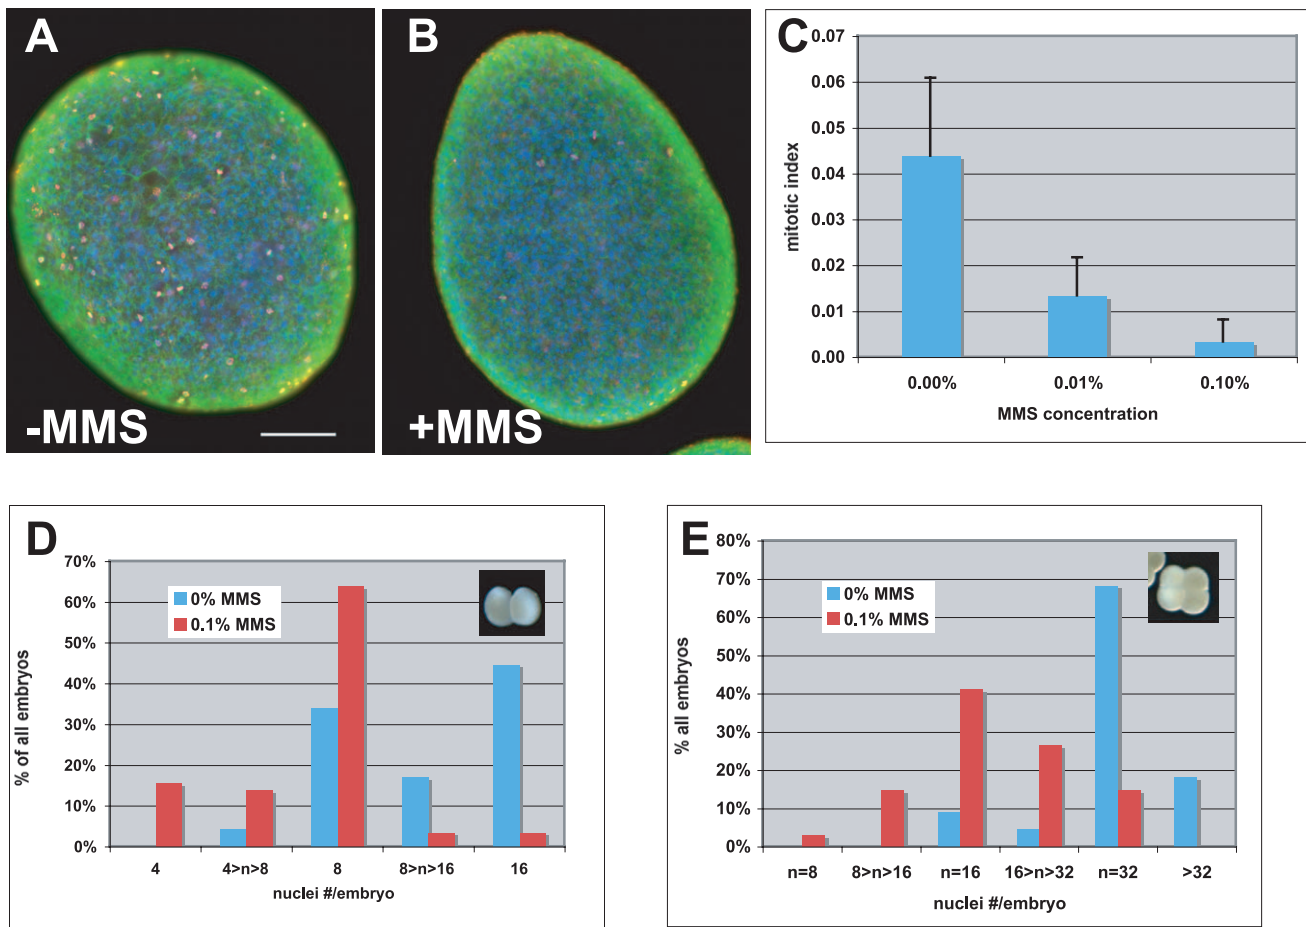 A
-MMS
B
+MMS
C
0.07
0.06
0.05
0.04
0.03
0.02
0.01
0.00
mitotic index
0.00% 0.01% 0.10%
MMS concentration
D
70%
60%
50%
40%
30%
20%
10%
0%
% of all embryos
0% MMS
0.1% MMS
4 4>n>8 8 8>n>16 16
nuclei #/embryo
E
80%
70%
60%
50%
40%
30%
20%
10%
0%
% all embryos
0% MMS
0.1% MMS
n=8 8>n>16 n=16 16>n>32 n=32 >32
nuclei #/embryo